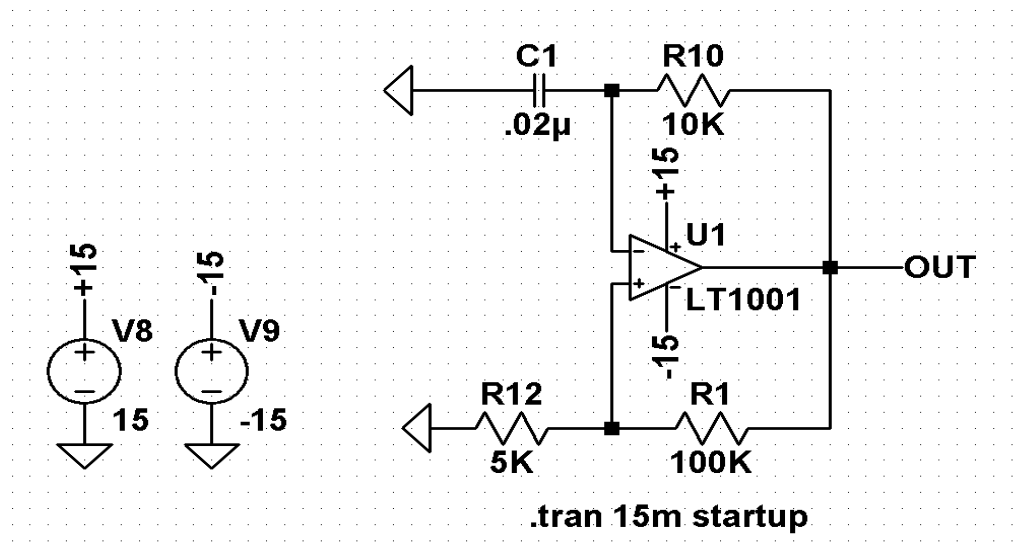 C1
R10
.02µ
10K
+15
U1
+
−
+
−
LT1001
-15
OUT
+15
-15
V8
V9
+
−
+
−
15
-15
R12
R1
5K
100K
.tran 15m startup